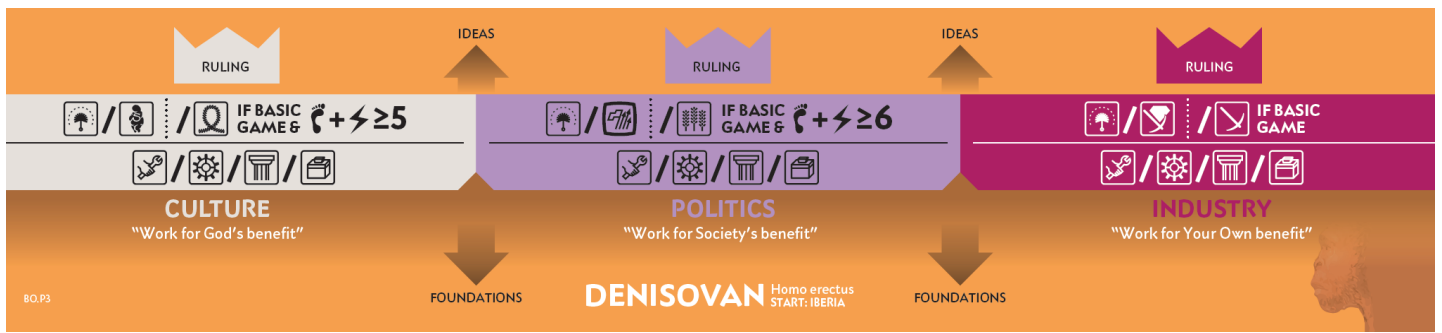 IDEAS
IDEAS
RULING
RULING
RULING
/ / IF BASIC GAME & + ≥5
/ / IF BASIC GAME & + ≥6
/ / IF BASIC GAME
/ / /
/ / /
/ / /
CULTURE
POLITICS
INDUSTRY
“Work for God’s benefit”
“Work for Society’s benefit”
“Work for Your Own benefit”
BO.P3
FOUNDATIONS
DENISOVAN
Homo erectus
START: IBERIA
FOUNDATIONS